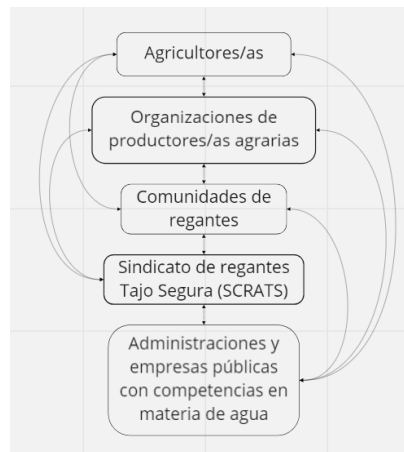 Agricultores/as
Organizaciones de
productores/as agrarias
Comunidades de
regantes
Sindicato de regantes
Tajo Segura (SCRATS)
Administraciones y
empresas públicas
con competencias en
materia de agua